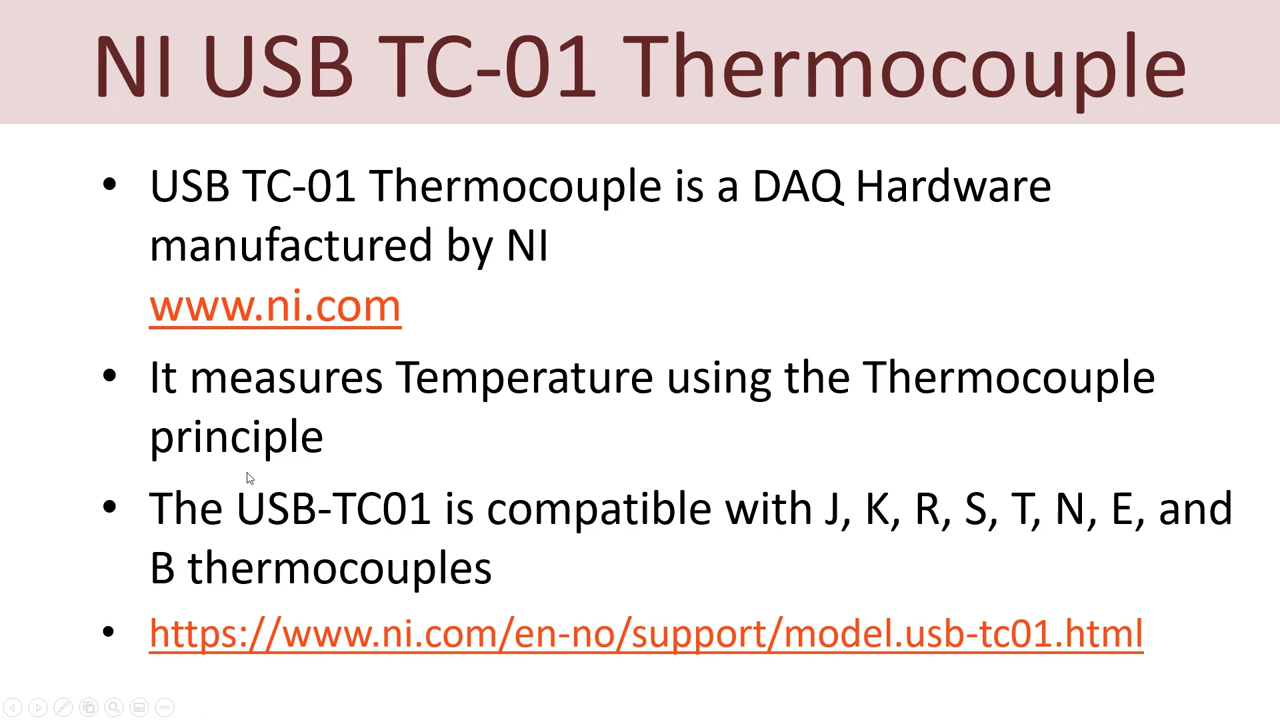 NI USB TC-01 Thermocouple
• USB TC-01 Thermocouple is a DAQ Hardware
manufactured by NI
www.ni.com
• It measures Temperature using the Thermocouple
principle
• The USB-TC01 is compatible with J, K, R, S, T, N, E, and
B thermocouples
• https://www.ni.com/en-no/support/model.usb-tc01.html